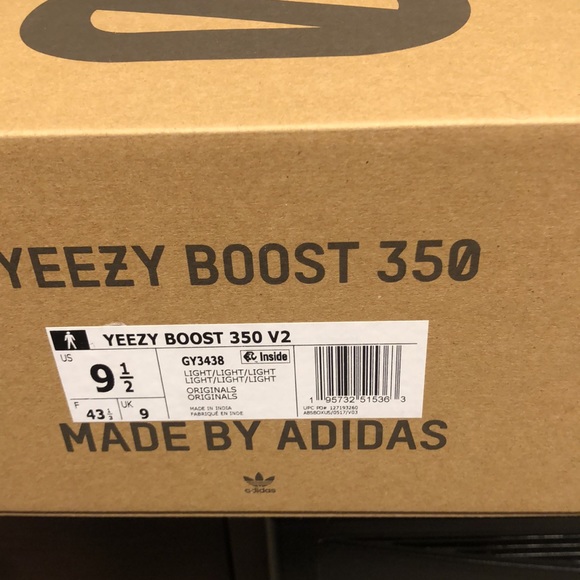 YEEZY BOOST 350
YEEZY BOOST 350 V2
US
9 1/2
F
43 1/3
UK
9
GY3438
Inside
LIGHT/LIGHT/LIGHT
LIGHT/LIGHT/LIGHT
ORIGINALS
ORIGINALS
MADE IN INDIA
FABRIQUÉ EN INDE
1 95732 51536 3
UPC PO# 127193260
MADE BY ADIDAS
adidas